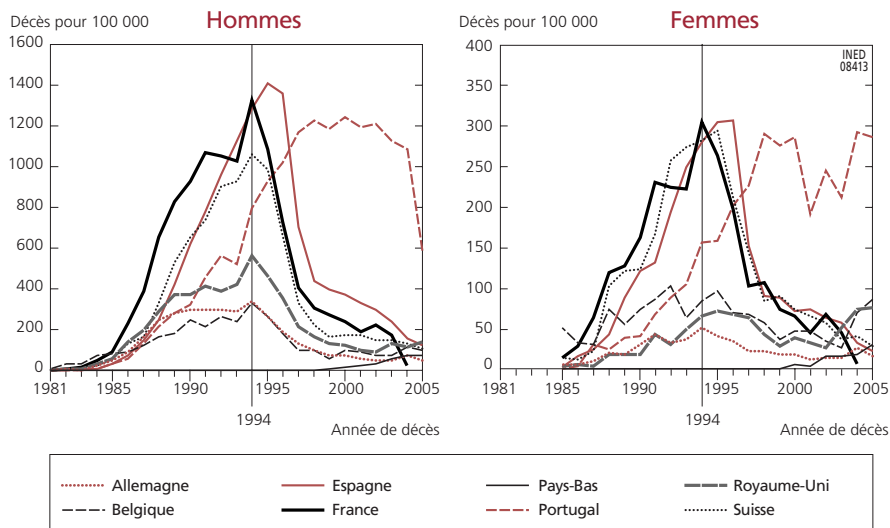 Décès pour 100 000
Hommes
1600
1400
1200
1000
800
600
400
200
0
1981
1985
1990
1995
2000
2005
1994
Année de décès
Décès pour 100 000
Femmes
INED
08413
400
350
300
250
200
150
100
50
0
1981
1985
1990
1995
2000
2005
1994
Année de décès
Allemagne
Espagne
Pays-Bas
Royaume-Uni
Belgique
France
Portugal
Suisse